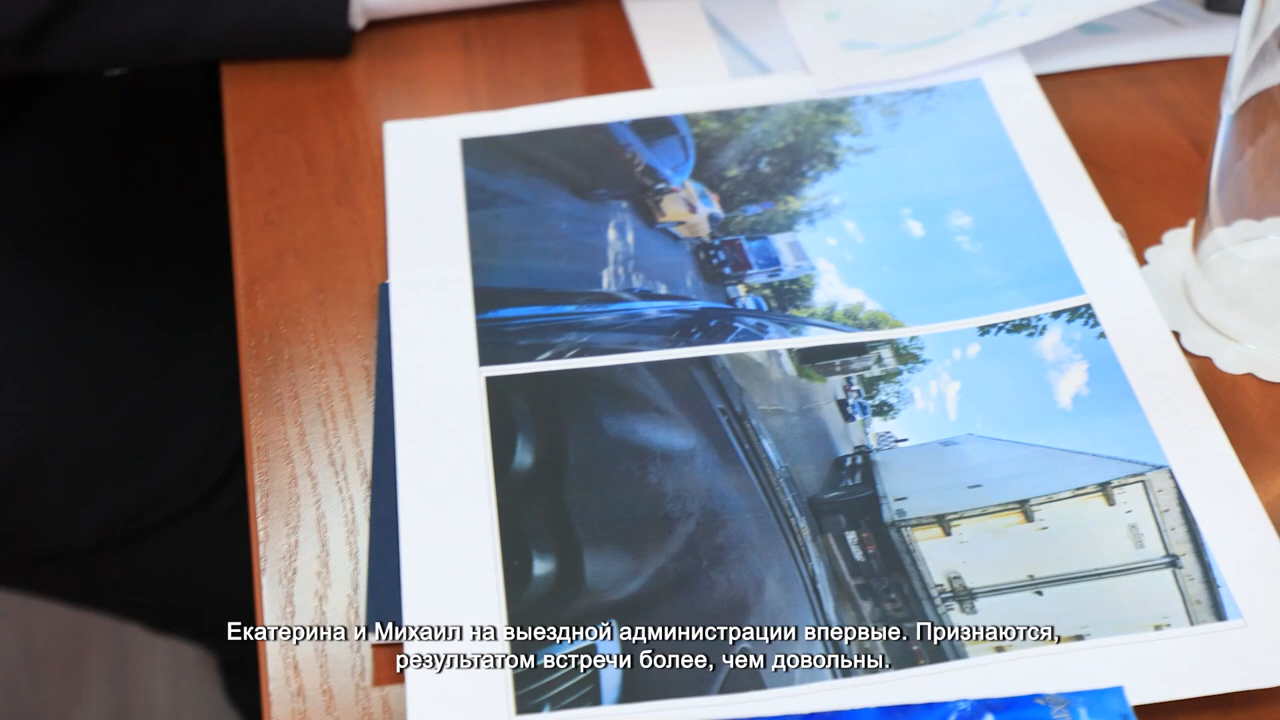 Екатерина и Михаил на выездной администрации впервые. Признаются,
результатом встречи более, чем довольны.